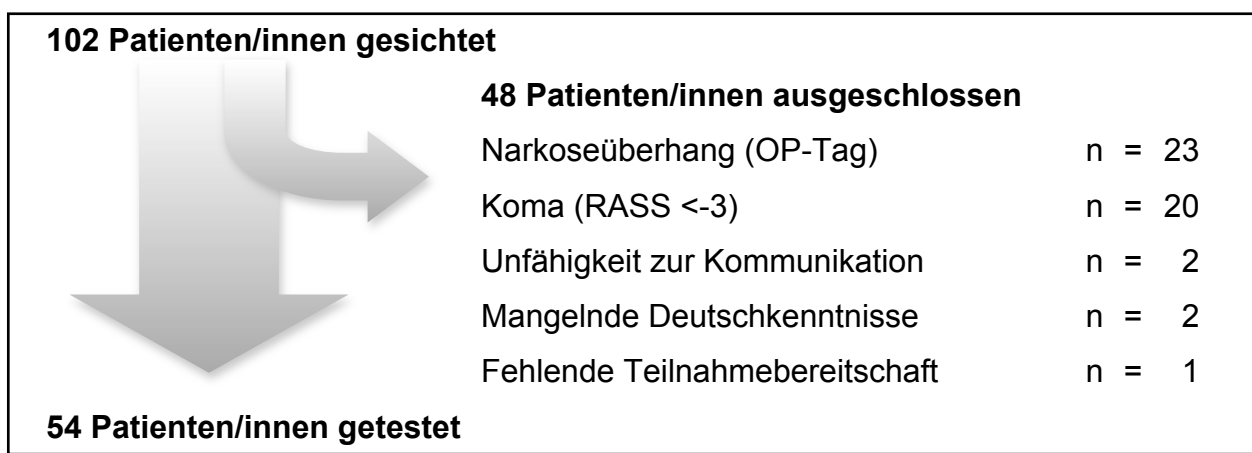 102 Patienten/innen gesichtet
48 Patienten/innen ausgeschlossen
Narkoseüberhang (OP-Tag) n = 23
Koma (RASS <-3) n = 20
Unfähigkeit zur Kommunikation n = 2
Mangelnde Deutschkenntnisse n = 2
Fehlende Teilnahmebereitschaft n = 1
54 Patienten/innen getestet